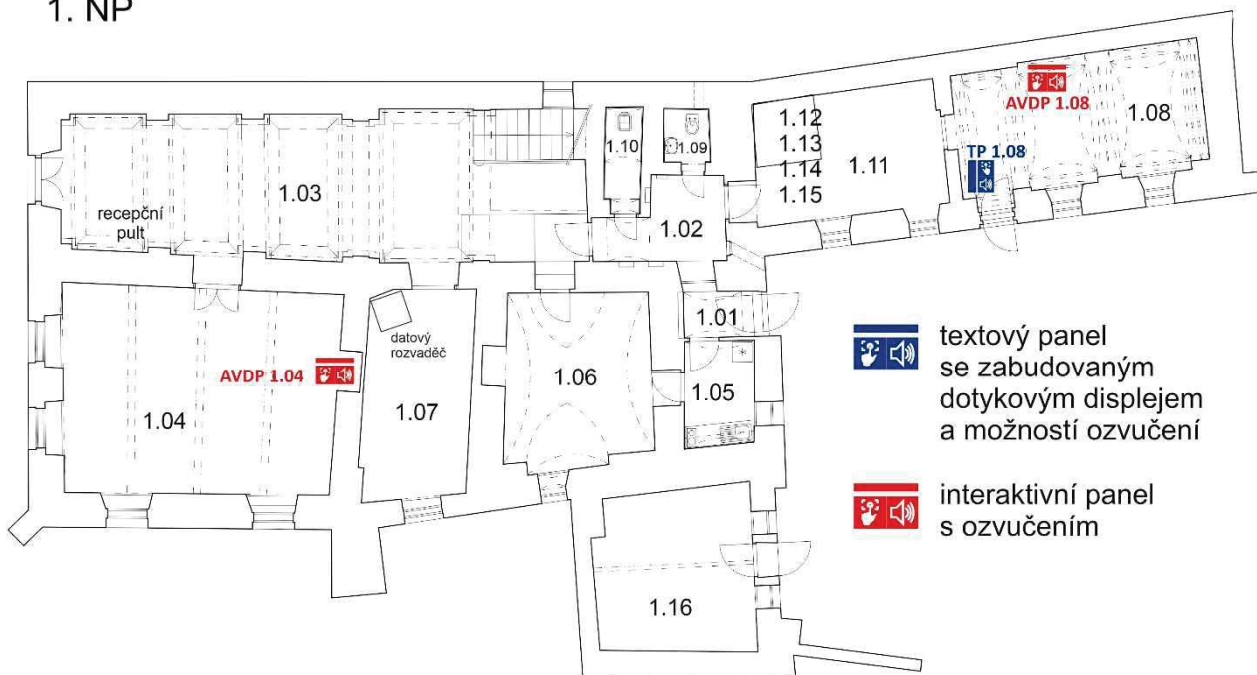 1. NP
AVDP 1.08
1.08
TP 1.08
1.12
1.13
1.14
1.15
1.11
1.10
1.09
1.03
recepční
pult
1.02
1.01
datový
rozvaděč
AVDP 1.04
1.04
1.07
1.06
1.05
1.16
textový panel
se zabudovaným
dotykovým displejem
a možností ozvučení
interaktivní panel
s ozvučením